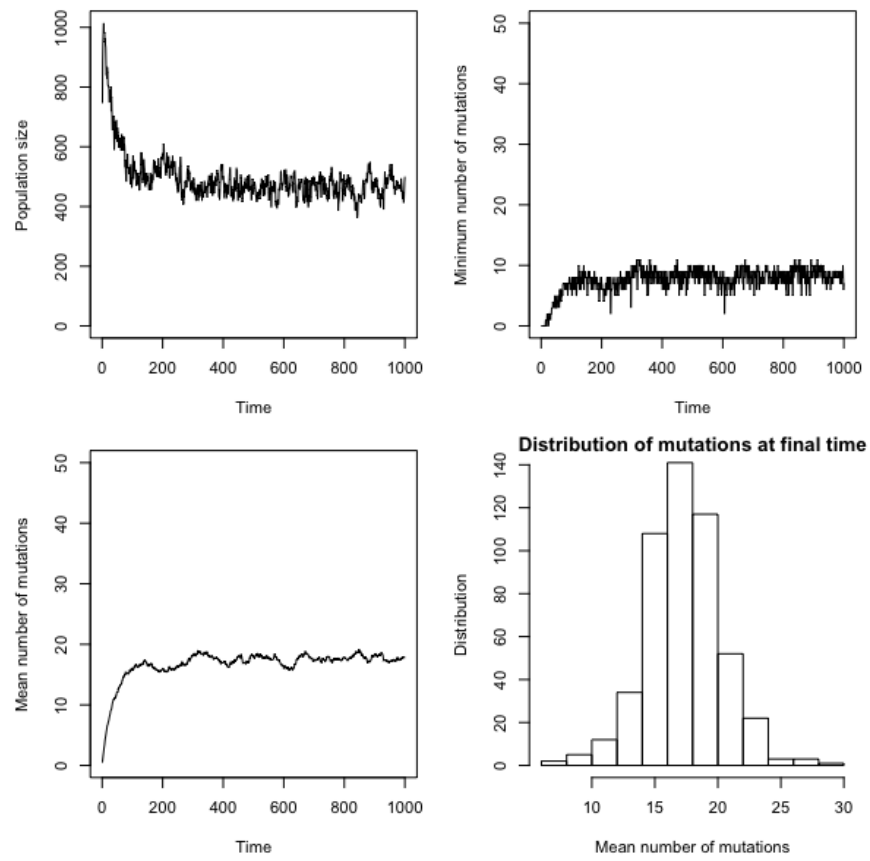 Population size
1000
800
600
400
200
0
0 200 400 600 800 1000
Time
Minimum number of mutations
50
40
30
20
10
0
0 200 400 600 800 1000
Time
Mean number of mutations
50
40
30
20
10
0
0 200 400 600 800 1000
Time
Distribution of mutations at final time
Distribution
140
120
100
80
60
40
20
0
10 15 20 25 30
Mean number of mutations